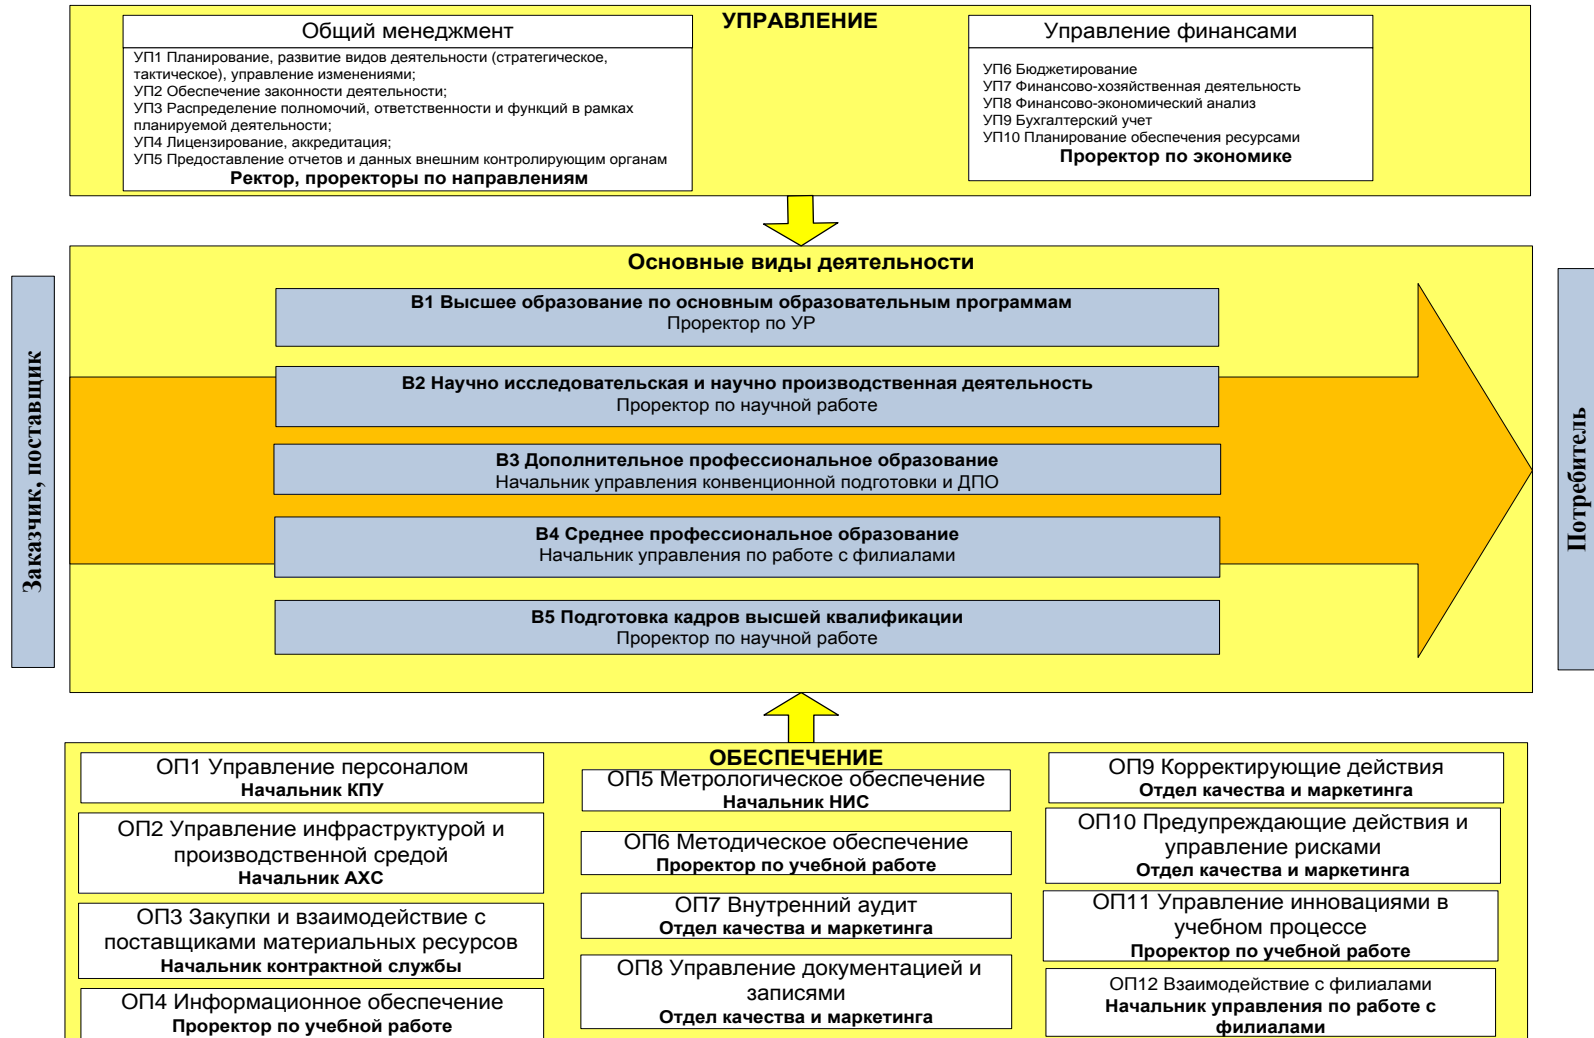 УПРАВЛЕНИЕ
Общий менеджмент
УП1 Планирование, развитие видов деятельности (стратегическое,
тактическое), управление изменениями;
УП2 Обеспечение законности деятельности;
УП3 Распределение полномочий, ответственности и функций в рамках
планируемой деятельности;
УП4 Лицензирование, аккредитация;
УП5 Предоставление отчетов и данных внешним контролирующим органам
Ректор, проректоры по направлениям
Управление финансами
УП6 Бюджетирование
УП7 Финансово-хозяйственная деятельность
УП8 Финансово-экономический анализ
УП9 Бухгалтерский учет
УП10 Планирование обеспечения ресурсами
Проректор по экономике
Заказчик, поставщик
Основные виды деятельности
В1 Высшее образование по основным образовательным программам
Проректор по УР
В2 Научно исследовательская и научно производственная деятельность
Проректор по научной работе
В3 Дополнительное профессиональное образование
Начальник управления конвенционной подготовки и ДПО
В4 Среднее профессиональное образование
Начальник управления по работе с филиалами
В5 Подготовка кадров высшей квалификации
Проректор по научной работе
Потребитель
ОБЕСПЕЧЕНИЕ
ОП1 Управление персоналом
Начальник КПУ
ОП2 Управление инфраструктурой и
производственной средой
Начальник АХС
ОП3 Закупки и взаимодействие с
поставщиками материальных ресурсов
Начальник контрактной службы
ОП4 Информационное обеспечение
Проректор по учебной работе
ОП5 Метрологическое обеспечение
Начальник НИС
ОП6 Методическое обеспечение
Проректор по учебной работе
ОП7 Внутренний аудит
Отдел качества и маркетинга
ОП8 Управление документацией и
записями
Отдел качества и маркетинга
ОП9 Корректирующие действия
Отдел качества и маркетинга
ОП10 Предупреждающие действия и
управление рисками
Отдел качества и маркетинга
ОП11 Управление инновациями в
учебном процессе
Проректор по учебной работе
ОП12 Взаимодействие с филиалами
Начальник управления по работе с
филиалами